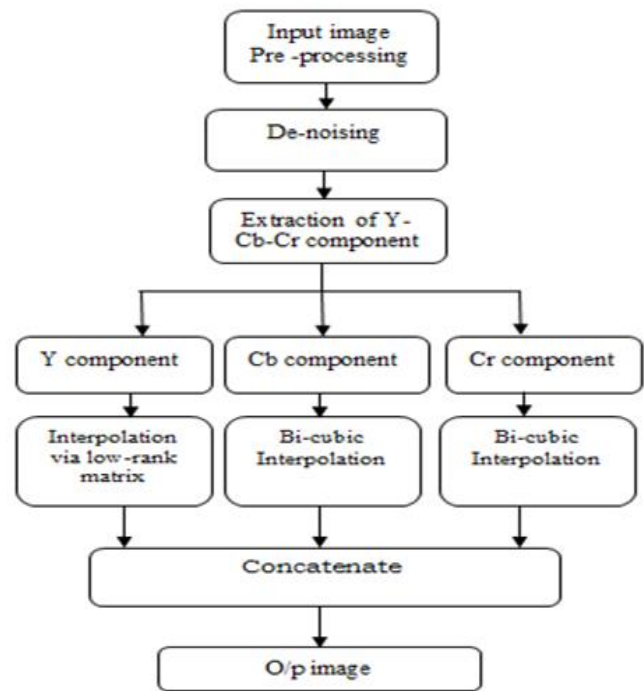 Input image
Pre -processing
De-noising
Extraction of Y-
Cb-Cr component
Y component
Cb component
Cr component
Interpolation
via low-rank
matrix
Bi-cubic
Interpolation
Bi-cubic
Interpolation
Concatenate
O/p image